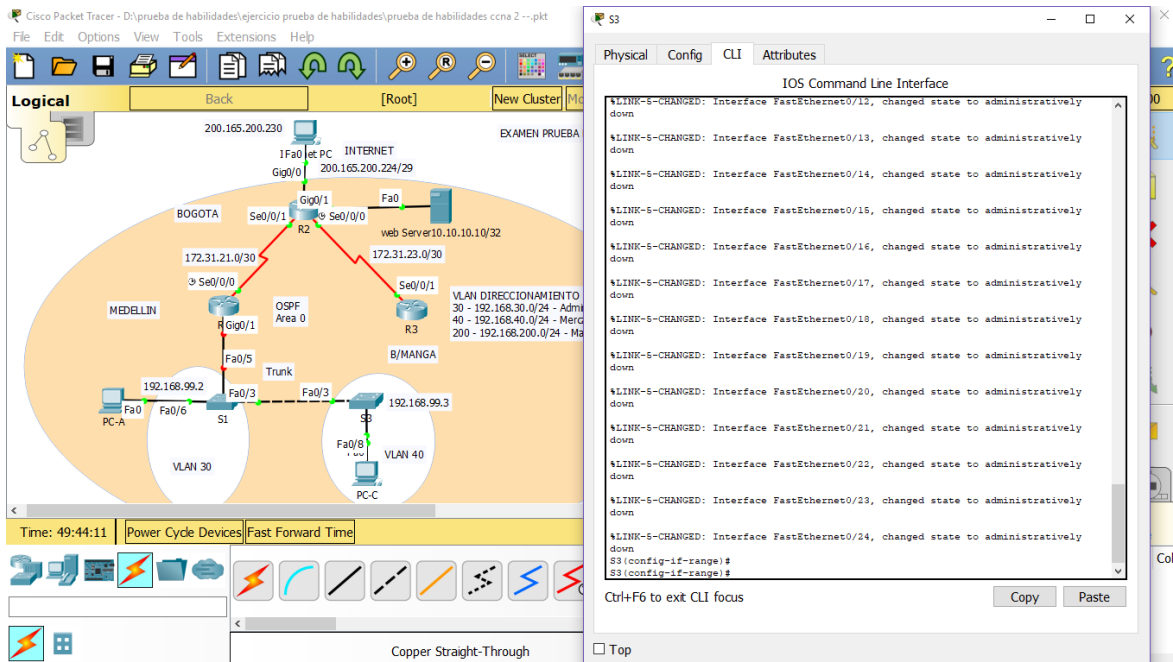 Cisco Packet Tracer - D:\prueba de habilidades\ejercicio prueba de habilidades\prueba de habilidades ccna 2 --.pkt
File Edit Options View Tools Extensions Help
Logical
Back
[Root]
New Cluster
200.165.200.230
EXAMEN PRUEBA
INTERNET
200.165.200.224/29
Gig0/0
Gig0/1
Fa0
BOGOTA
Se0/0/1
Se0/0/0
R2
web Server10.10.10.10/32
172.31.21.0/30
172.31.23.0/30
Se0/0/0
Se0/0/1
MEDELLIN
OSPF
Area 0
Gig0/1
R3
VLAN DIRECCIONAMIENTO
30 - 192.168.30.0/24 - Admi
40 - 192.168.40.0/24 - Merc
200 - 192.168.200.0/24 - Ma
B/MANGA
Fa0/5
Trunk
192.168.99.2
Fa0/3
Fa0/3
192.168.99.3
Fa0
Fa0/6
PC-A
S1
S3
Fa0/8
VLAN 40
VLAN 30
PC-C
Time: 49:44:11
Power Cycle Devices
Fast Forward Time
Copper Straight-Through
S3
Physical Config CLI Attributes
IOS Command Line Interface
%LINK-5-CHANGED: Interface FastEthernet0/12, changed state to administratively
down
%LINK-5-CHANGED: Interface FastEthernet0/13, changed state to administratively
down
%LINK-5-CHANGED: Interface FastEthernet0/14, changed state to administratively
down
%LINK-5-CHANGED: Interface FastEthernet0/15, changed state to administratively
down
%LINK-5-CHANGED: Interface FastEthernet0/16, changed state to administratively
down
%LINK-5-CHANGED: Interface FastEthernet0/17, changed state to administratively
down
%LINK-5-CHANGED: Interface FastEthernet0/18, changed state to administratively
down
%LINK-5-CHANGED: Interface FastEthernet0/19, changed state to administratively
down
%LINK-5-CHANGED: Interface FastEthernet0/20, changed state to administratively
down
%LINK-5-CHANGED: Interface FastEthernet0/21, changed state to administratively
down
%LINK-5-CHANGED: Interface FastEthernet0/22, changed state to administratively
down
%LINK-5-CHANGED: Interface FastEthernet0/23, changed state to administratively
down
%LINK-5-CHANGED: Interface FastEthernet0/24, changed state to administratively
down
S3(config-if-range)#
S3(config-if-range)#
Ctrl+F6 to exit CLI focus
Copy
Paste
Top